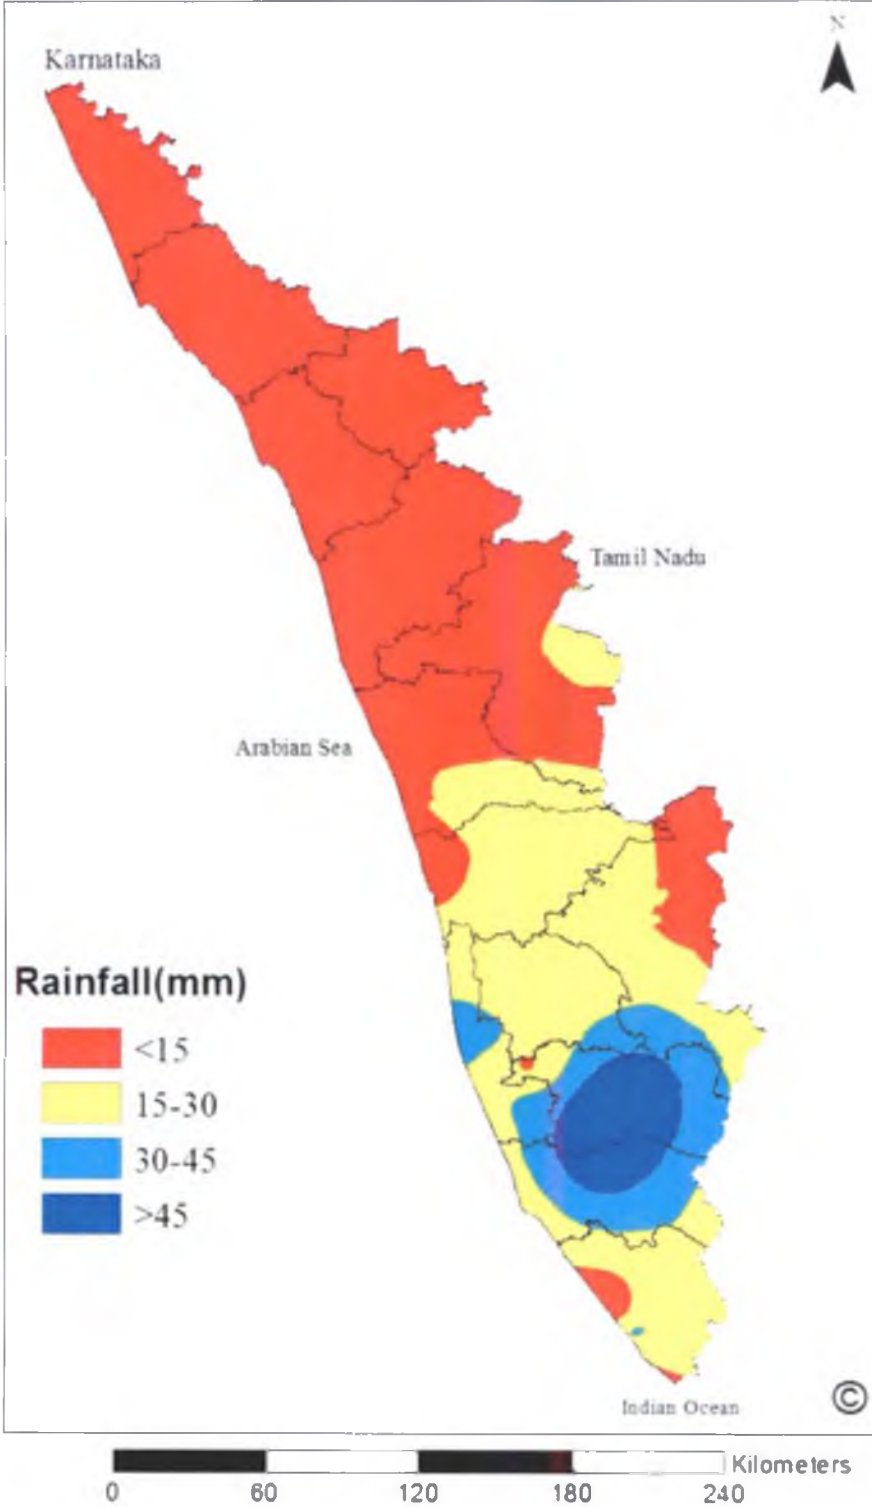 N
Karnataka
Tamil Nadu
Arabian Sea
Rainfall(mm)
<15
15-30
30-45
>45
Indian Ocean
©
Kilometers
0 60 120 180 240